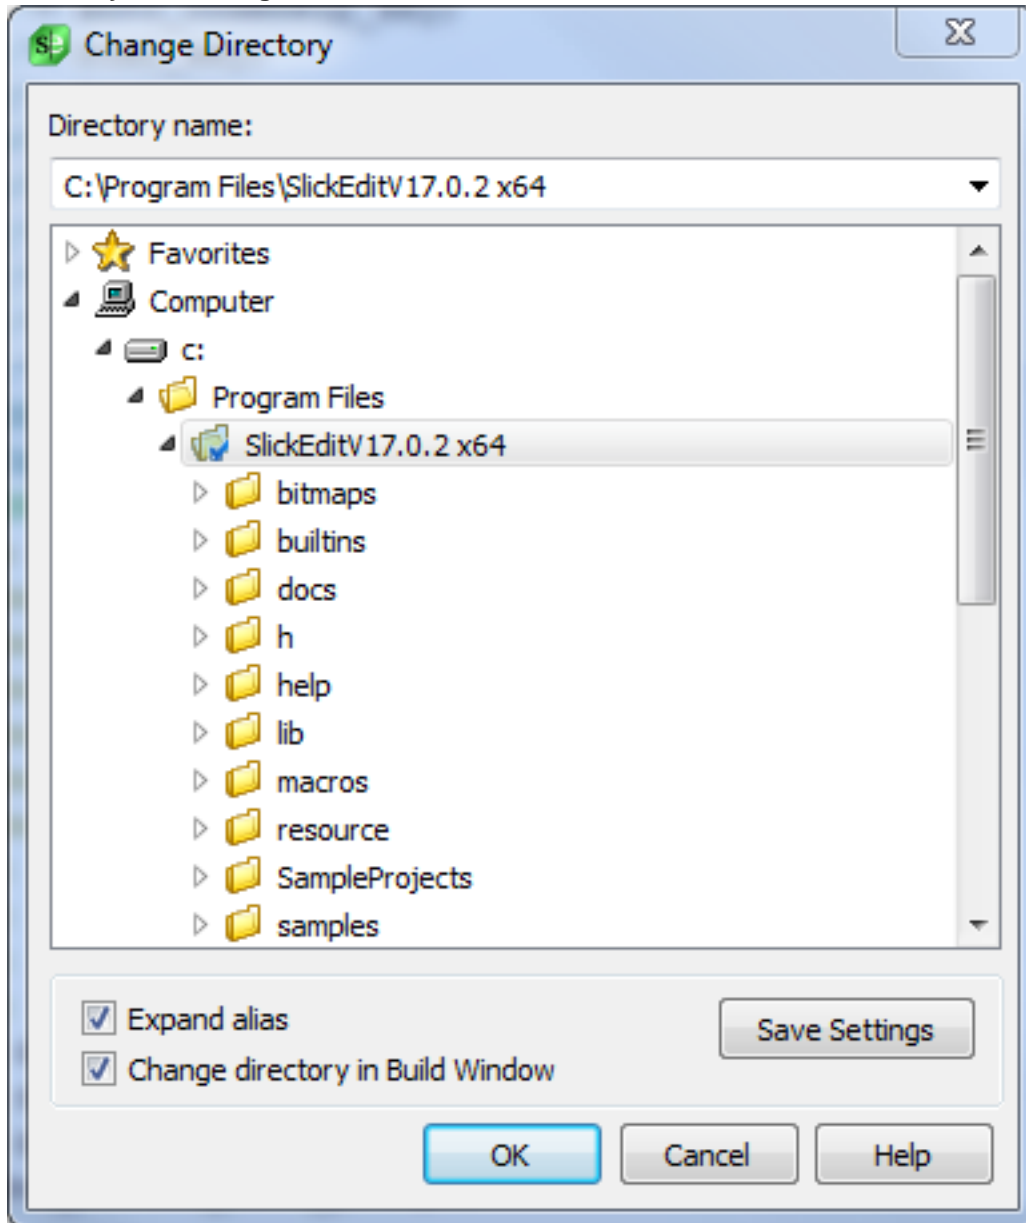 Change Directory
Directory name:
C:\Program Files\SlickEditV17.0.2 x64
Favorites
Computer
c:
Program Files
SlickEditV17.0.2 x64
bitmaps
builtins
docs
h
help
lib
macros
resource
SampleProjects
samples
Expand alias
Save Settings
Change directory in Build Window
OK Cancel Help